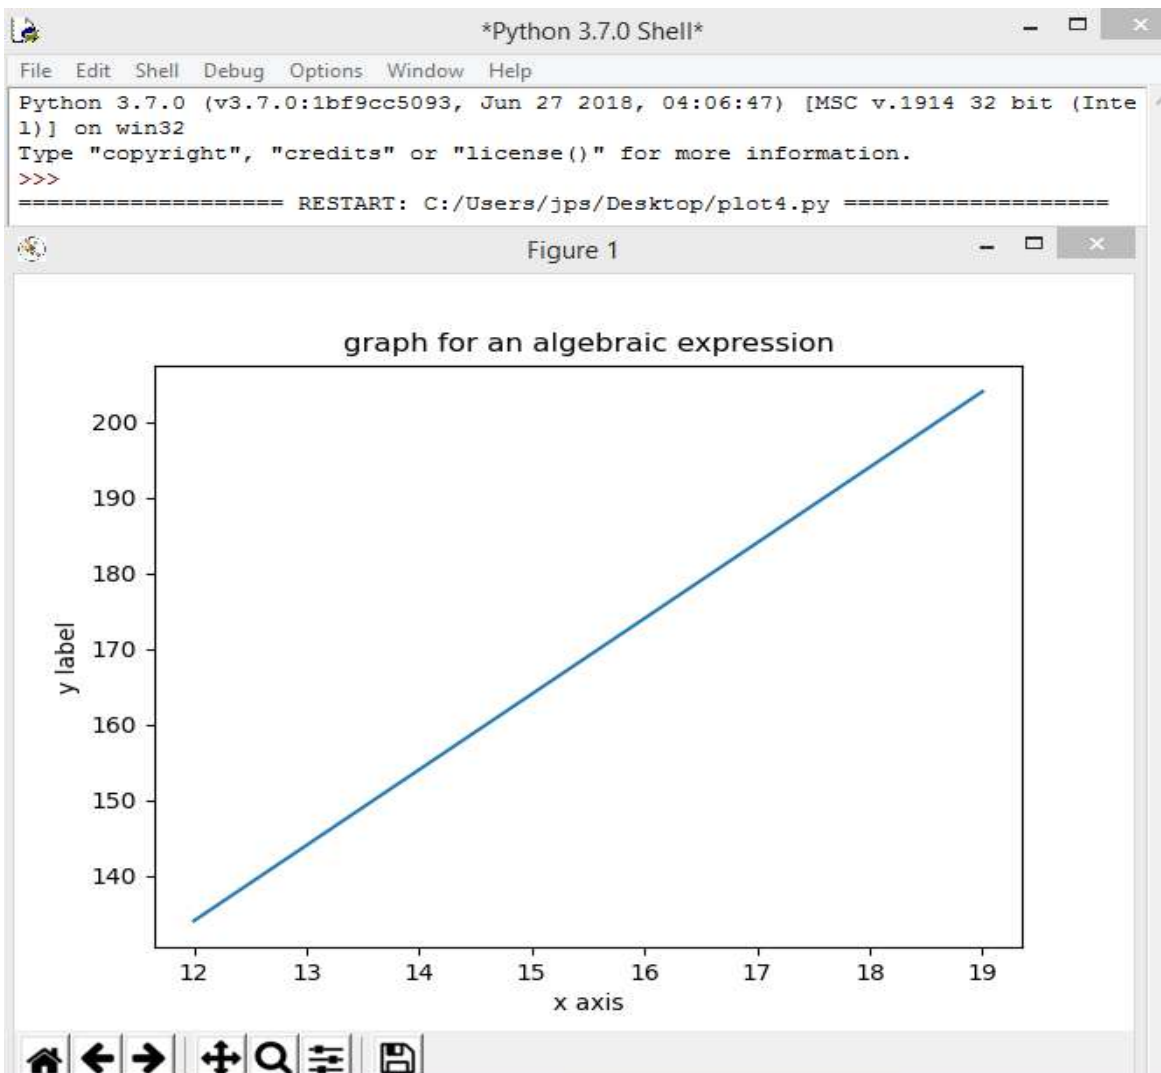 *Python 3.7.0 Shell*
File Edit Shell Debug Options Window Help
Python 3.7.0 (v3.7.0:1bf9cc5093, Jun 27 2018, 04:06:47) [MSC v.1914 32 bit (Inte
l)] on win32
Type "copyright", "credits" or "license()" for more information.
>>>
=================== RESTART: C:/Users/jps/Desktop/plot4.py ===================
Figure 1
graph for an algebraic expression
200
190
180
170
160
150
140
y label
12 13 14 15 16 17 18 19
x axis